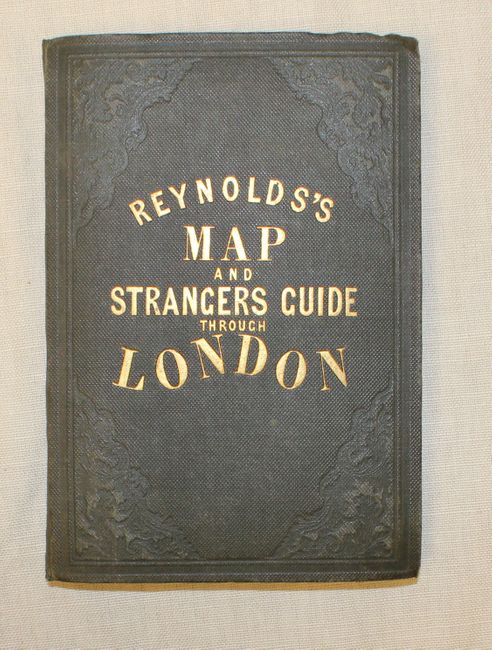 REYNOLDS'S
MAP
AND
STRANGERS GUIDE
THROUGH
LONDON